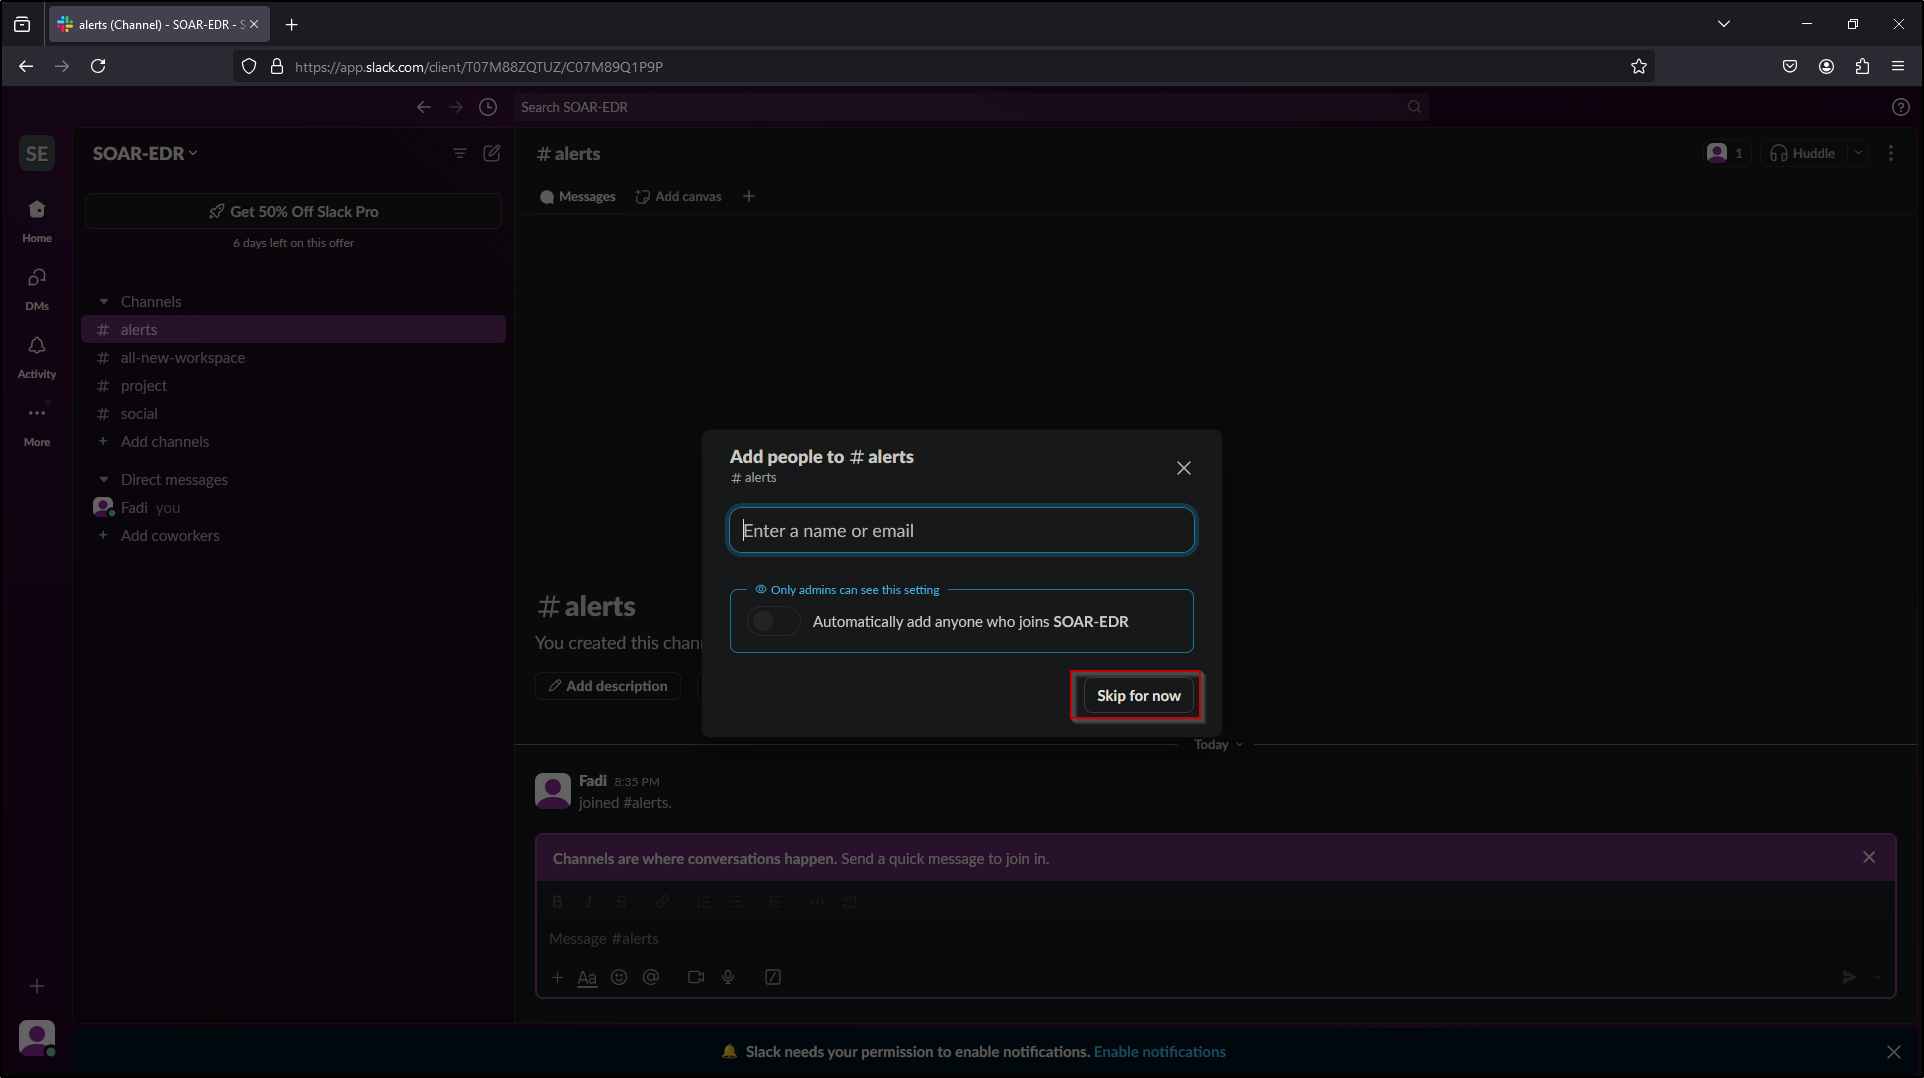 alerts (Channel) - SOAR-EDR - S
https://app.slack.com/client/T07M88ZQTUZ/C07M89Q1P9P
Search SOAR-EDR
SE
SOAR-EDR
# alerts
1
Huddle
Messages
Add canvas
Get 50% Off Slack Pro
6 days left on this offer
Home
DMs
Activity
More
Channels
# alerts
# all-new-workspace
# project
# social
+ Add channels
Direct messages
Fadi you
+ Add coworkers
Add people to # alerts
# alerts
Enter a name or email
Only admins can see this setting
Automatically add anyone who joins SOAR-EDR
Skip for now
# alerts
You created this chan
Add description
Today
Fadi 8:35 PM
joined #alerts.
Channels are where conversations happen. Send a quick message to join in.
B I S
Message #alerts
+ Aa @
Slack needs your permission to enable notifications. Enable notifications